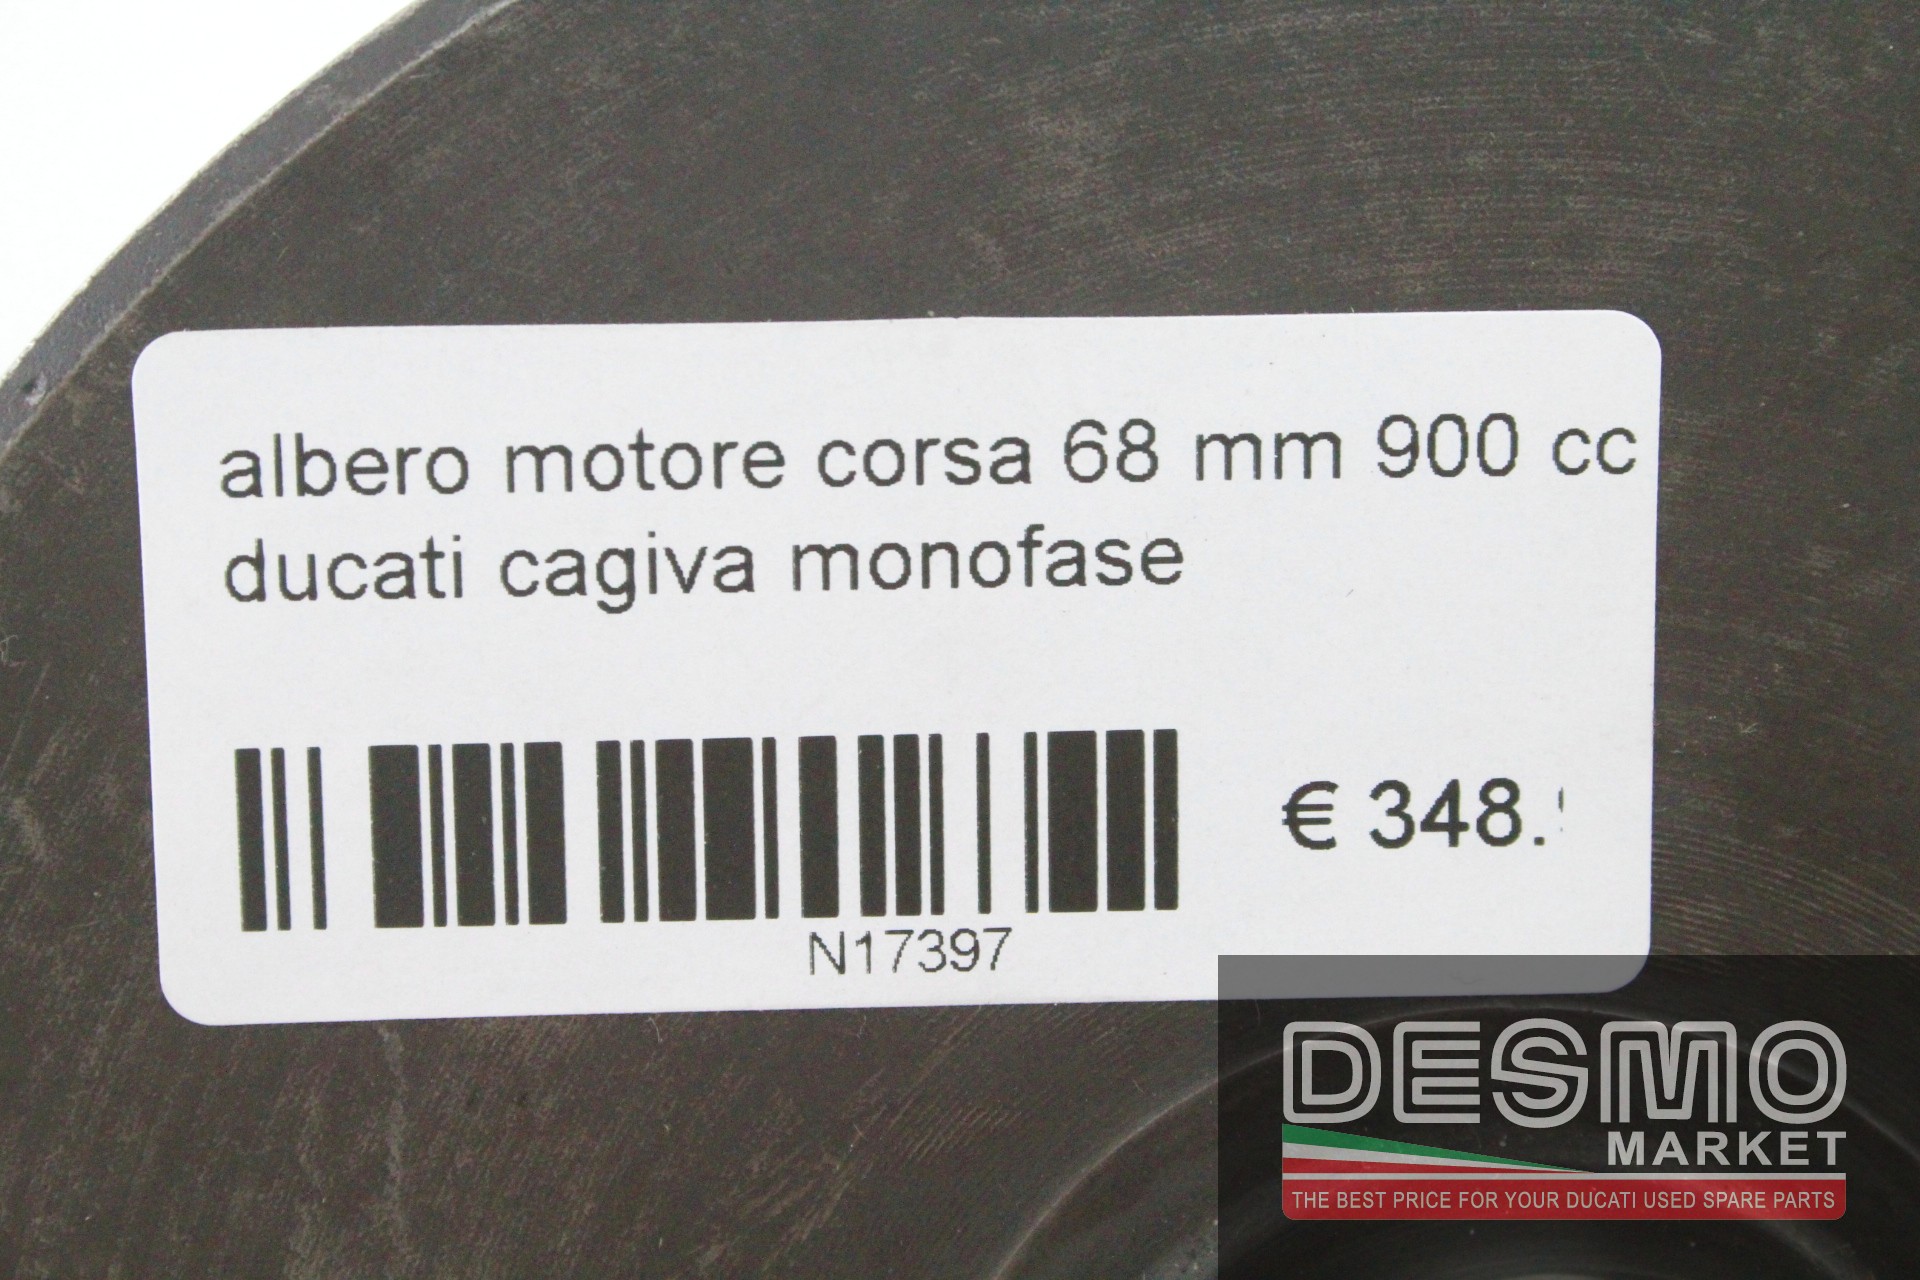 albero motore corsa 68 mm 900 cc
ducati cagiva monofase
€ 348.
N17397
DESMO
MARKET
THE BEST PRICE FOR YOUR DUCATI USED SPARE PARTS